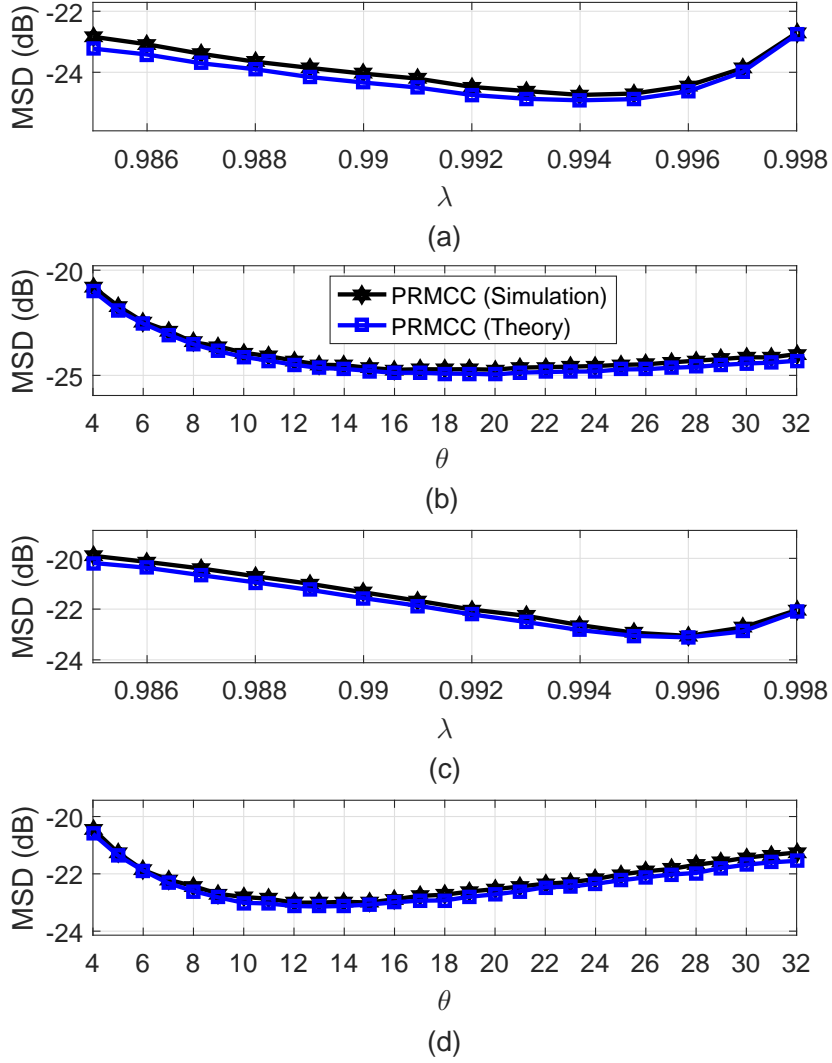 MSD (dB)
-22
-24
0.986 0.988 0.99 0.992 0.994 0.996 0.998
λ
(a)
MSD (dB)
-20
-25
PRMCC (Simulation)
PRMCC (Theory)
4 6 8 10 12 14 16 18 20 22 24 26 28 30 32
θ
(b)
MSD (dB)
-20
-22
-24
0.986 0.988 0.99 0.992 0.994 0.996 0.998
λ
(c)
MSD (dB)
-20
-22
-24
4 6 8 10 12 14 16 18 20 22 24 26 28 30 32
θ
(d)